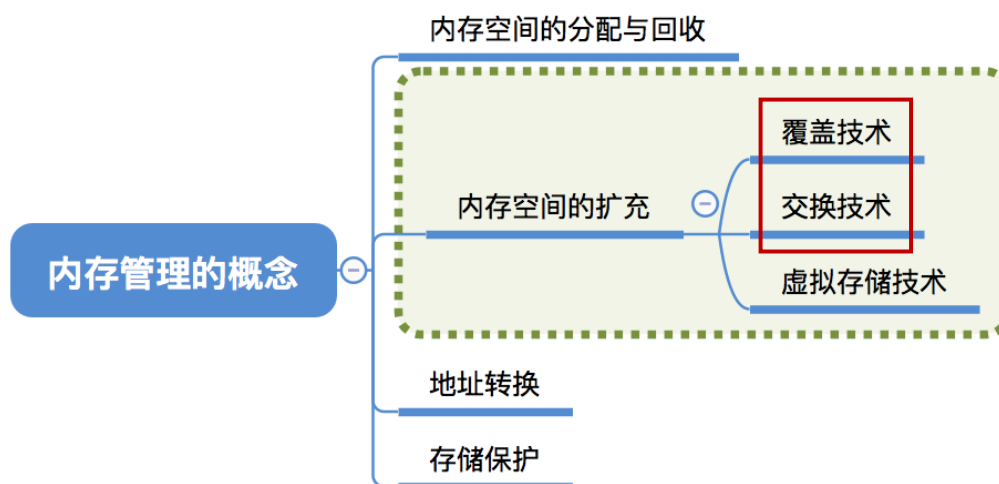 内存空间的分配与回收
覆盖技术
内存空间的扩充
交换技术
内存管理的概念
虚拟存储技术
地址转换
存储保护